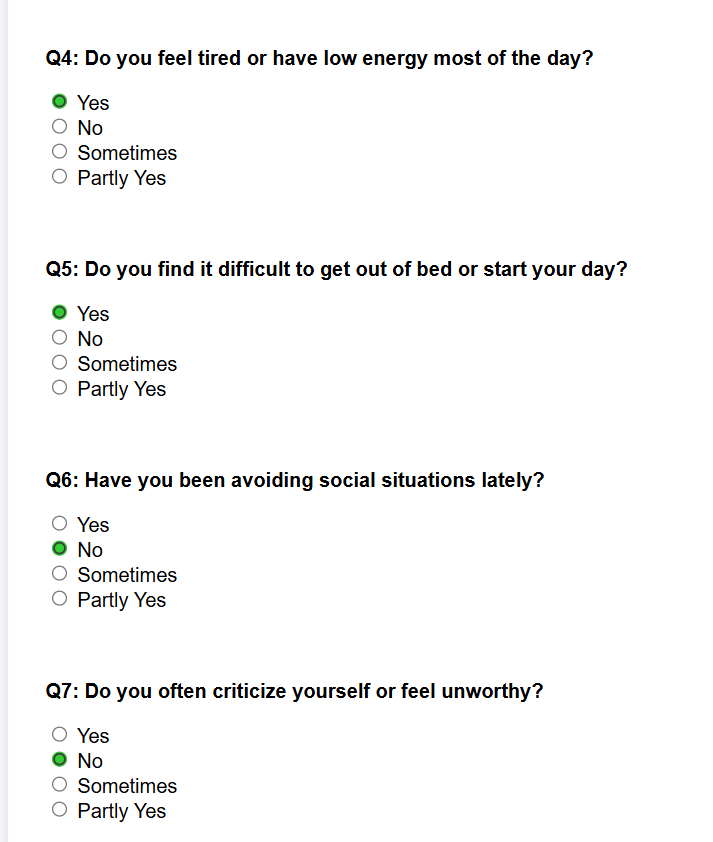 Q4: Do you feel tired or have low energy most of the day?
Yes
No
Sometimes
Partly Yes
Q5: Do you find it difficult to get out of bed or start your day?
Yes
No
Sometimes
Partly Yes
Q6: Have you been avoiding social situations lately?
Yes
No
Sometimes
Partly Yes
Q7: Do you often criticize yourself or feel unworthy?
Yes
No
Sometimes
Partly Yes